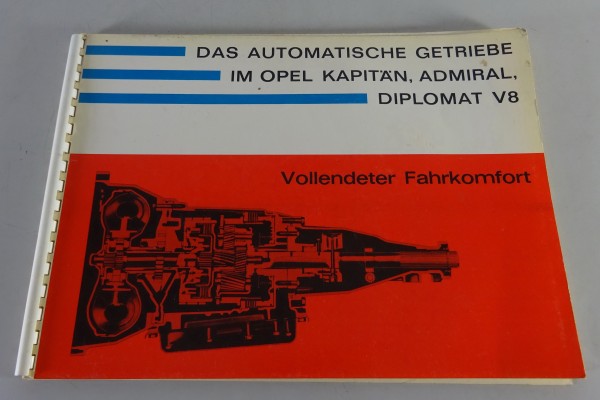 DAS AUTOMATISCHE GETRIEBE
IM OPEL KAPITÄN, ADMIRAL,
DIPLOMAT V8
Vollendeter Fahrkomfort